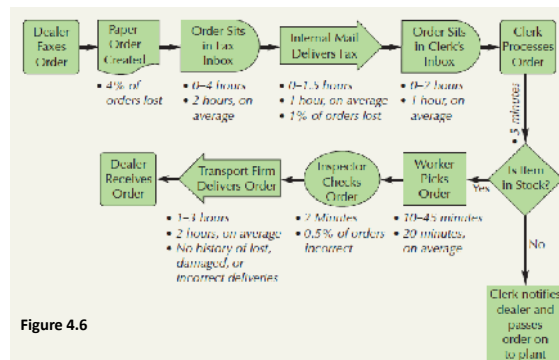 Dealer
Faxes
Order
Paper
Order
Created
Order Sits
in Fax
Inbox
Internal Mail
Delivers Fax
Order Sits
in Clerk's
Inbox
Clerk
Processes
Order
• 4% of
orders lost
• 0–4 hours
• 2 hours, on
average
• 0–1.5 hours
• 1 hour, on average
• 1% of orders lost
• 0–2 hours
• 1 hour, on
average
• 5 minutes
Dealer
Receives
Order
Transport Firm
Delivers Order
Inspector
Checks
Order
Worker
Picks
Order
Yes
Is Item
In Stock?
• 1–3 hours
• 2 hours, on average
• No history of lost,
damaged, or
incorrect deliveries
• 2 Minutes
• 0.5% of orders
incorrect
• 10–45 minutes
• 20 minutes,
on average
No
Clerk notifies
dealer and
passes
order on
to plant
Figure 4.6